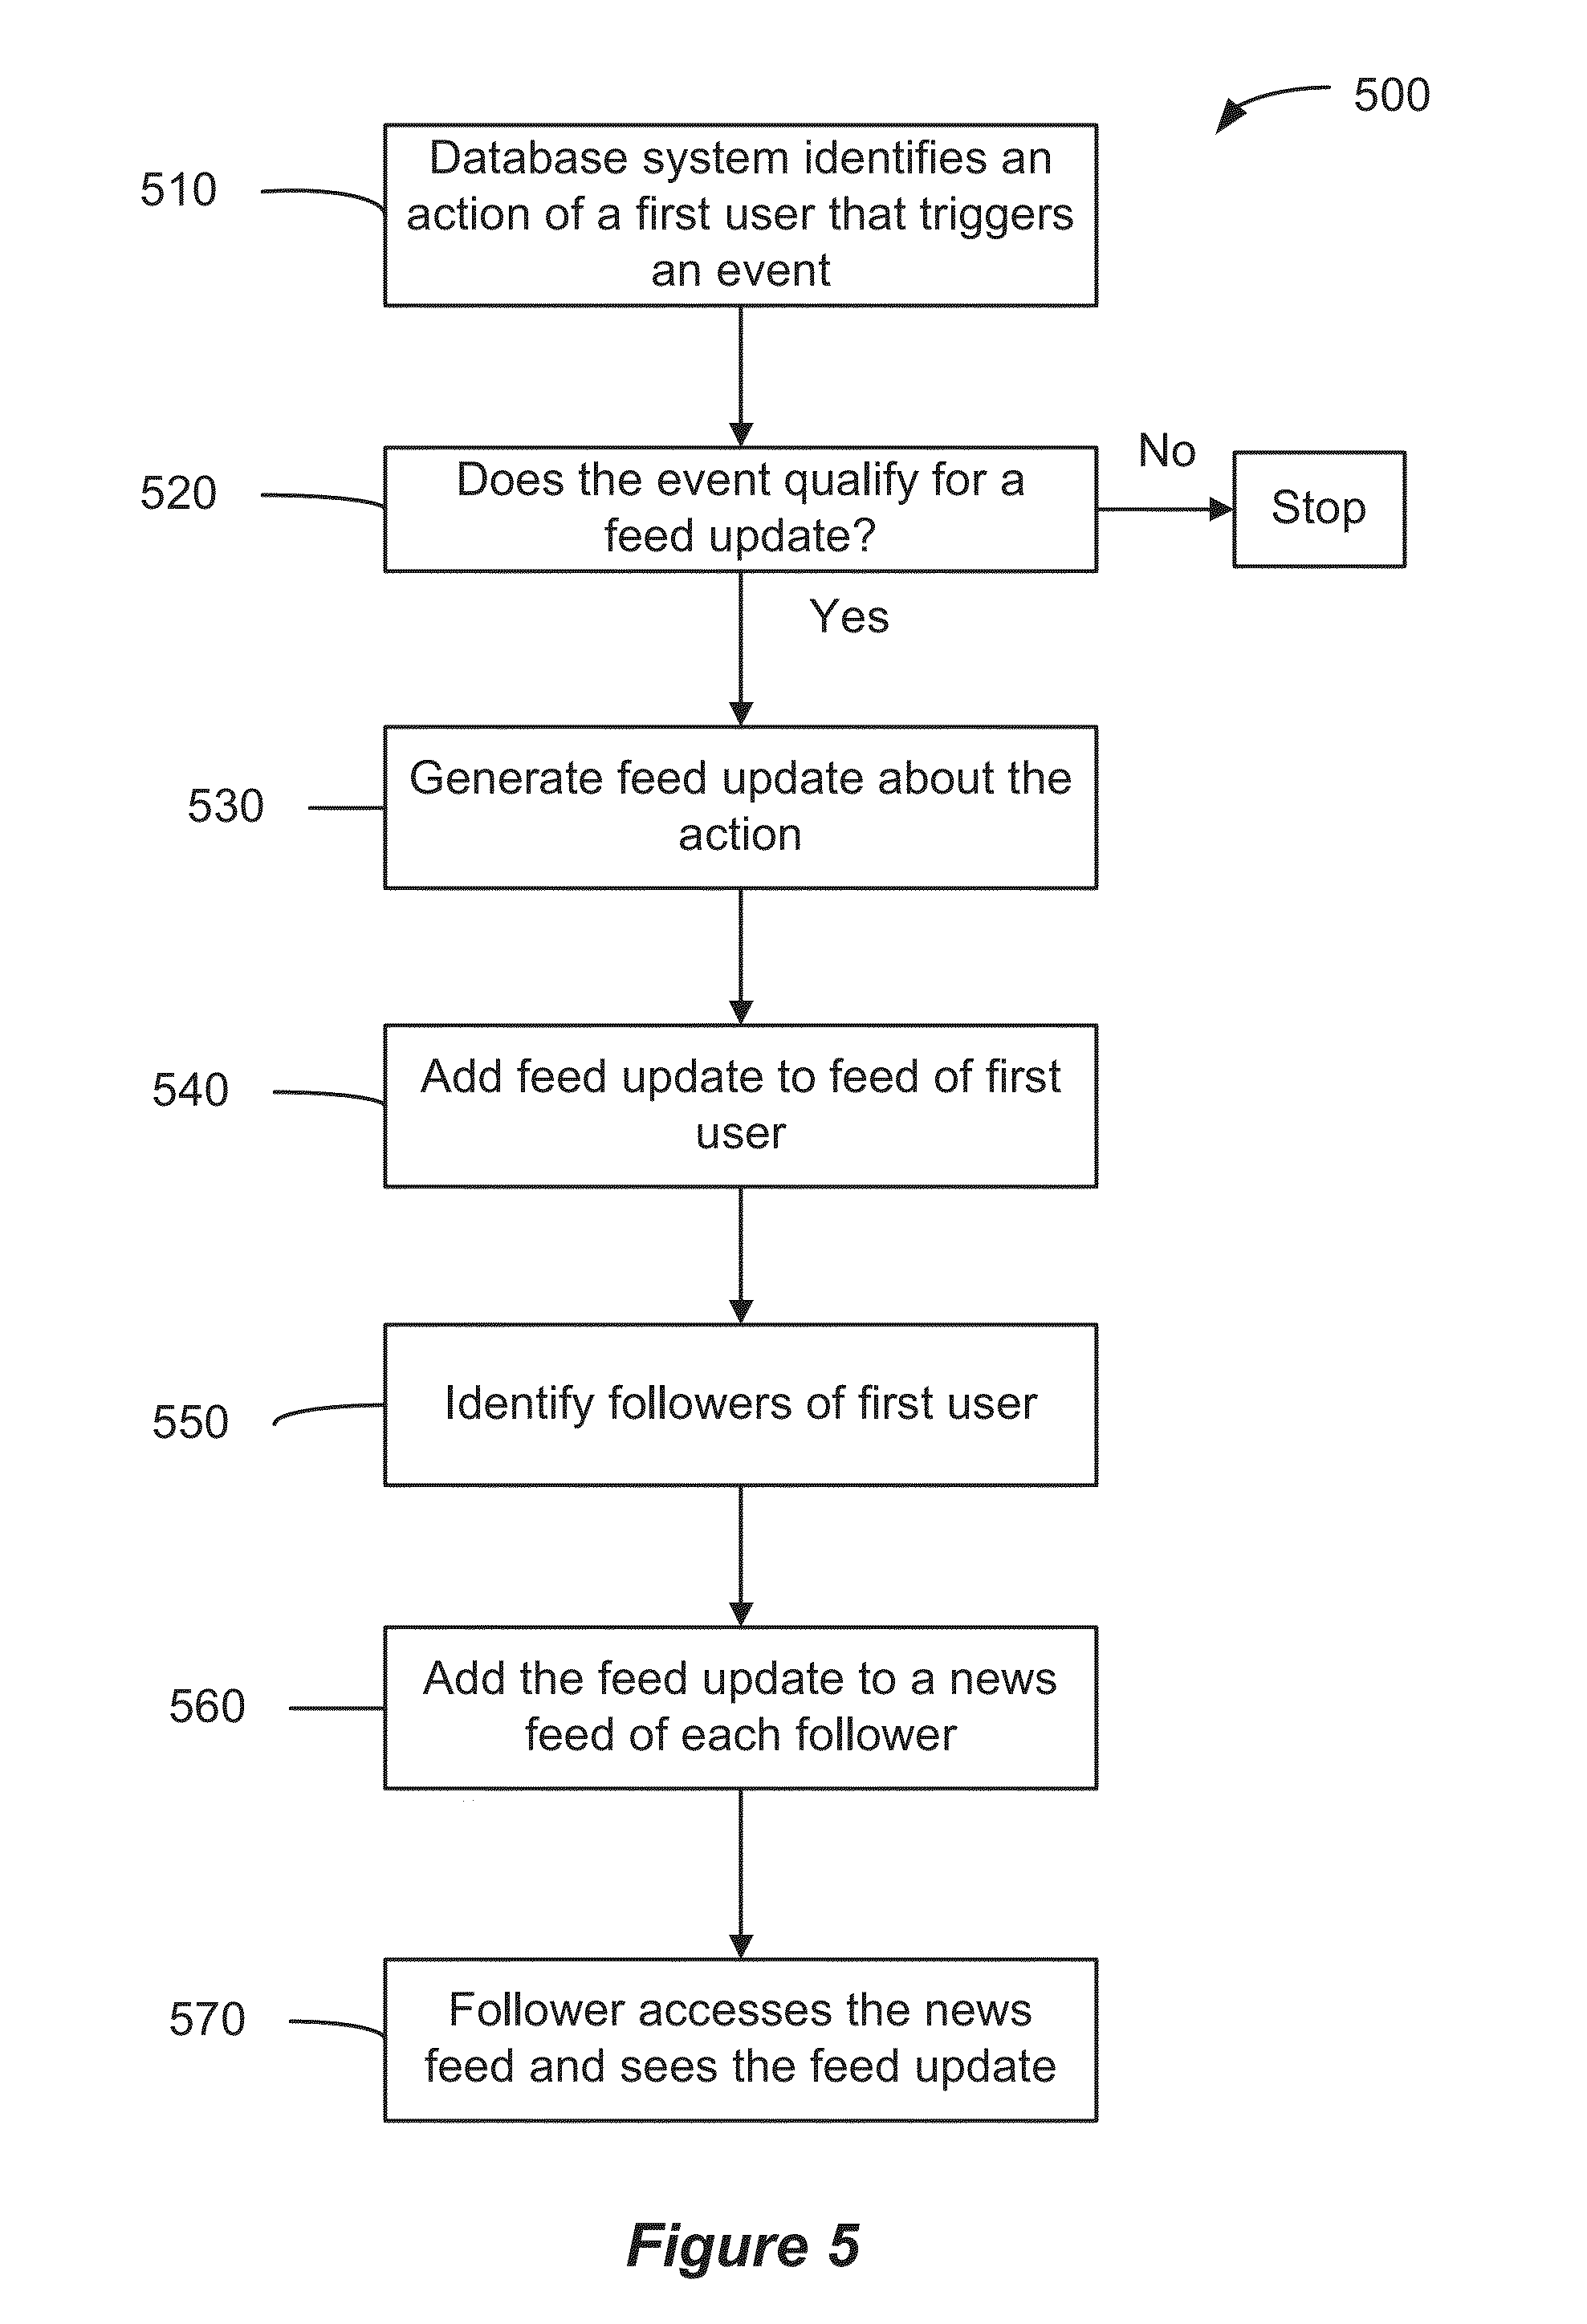 500
510
Database system identifies an
action of a first user that triggers
an event
520
Does the event qualify for a
feed update?
No
Stop
Yes
530
Generate feed update about the
action
540
Add feed update to feed of first
user
550
Identify followers of first user
560
Add the feed update to a news
feed of each follower
570
Follower accesses the news
feed and sees the feed update
Figure 5